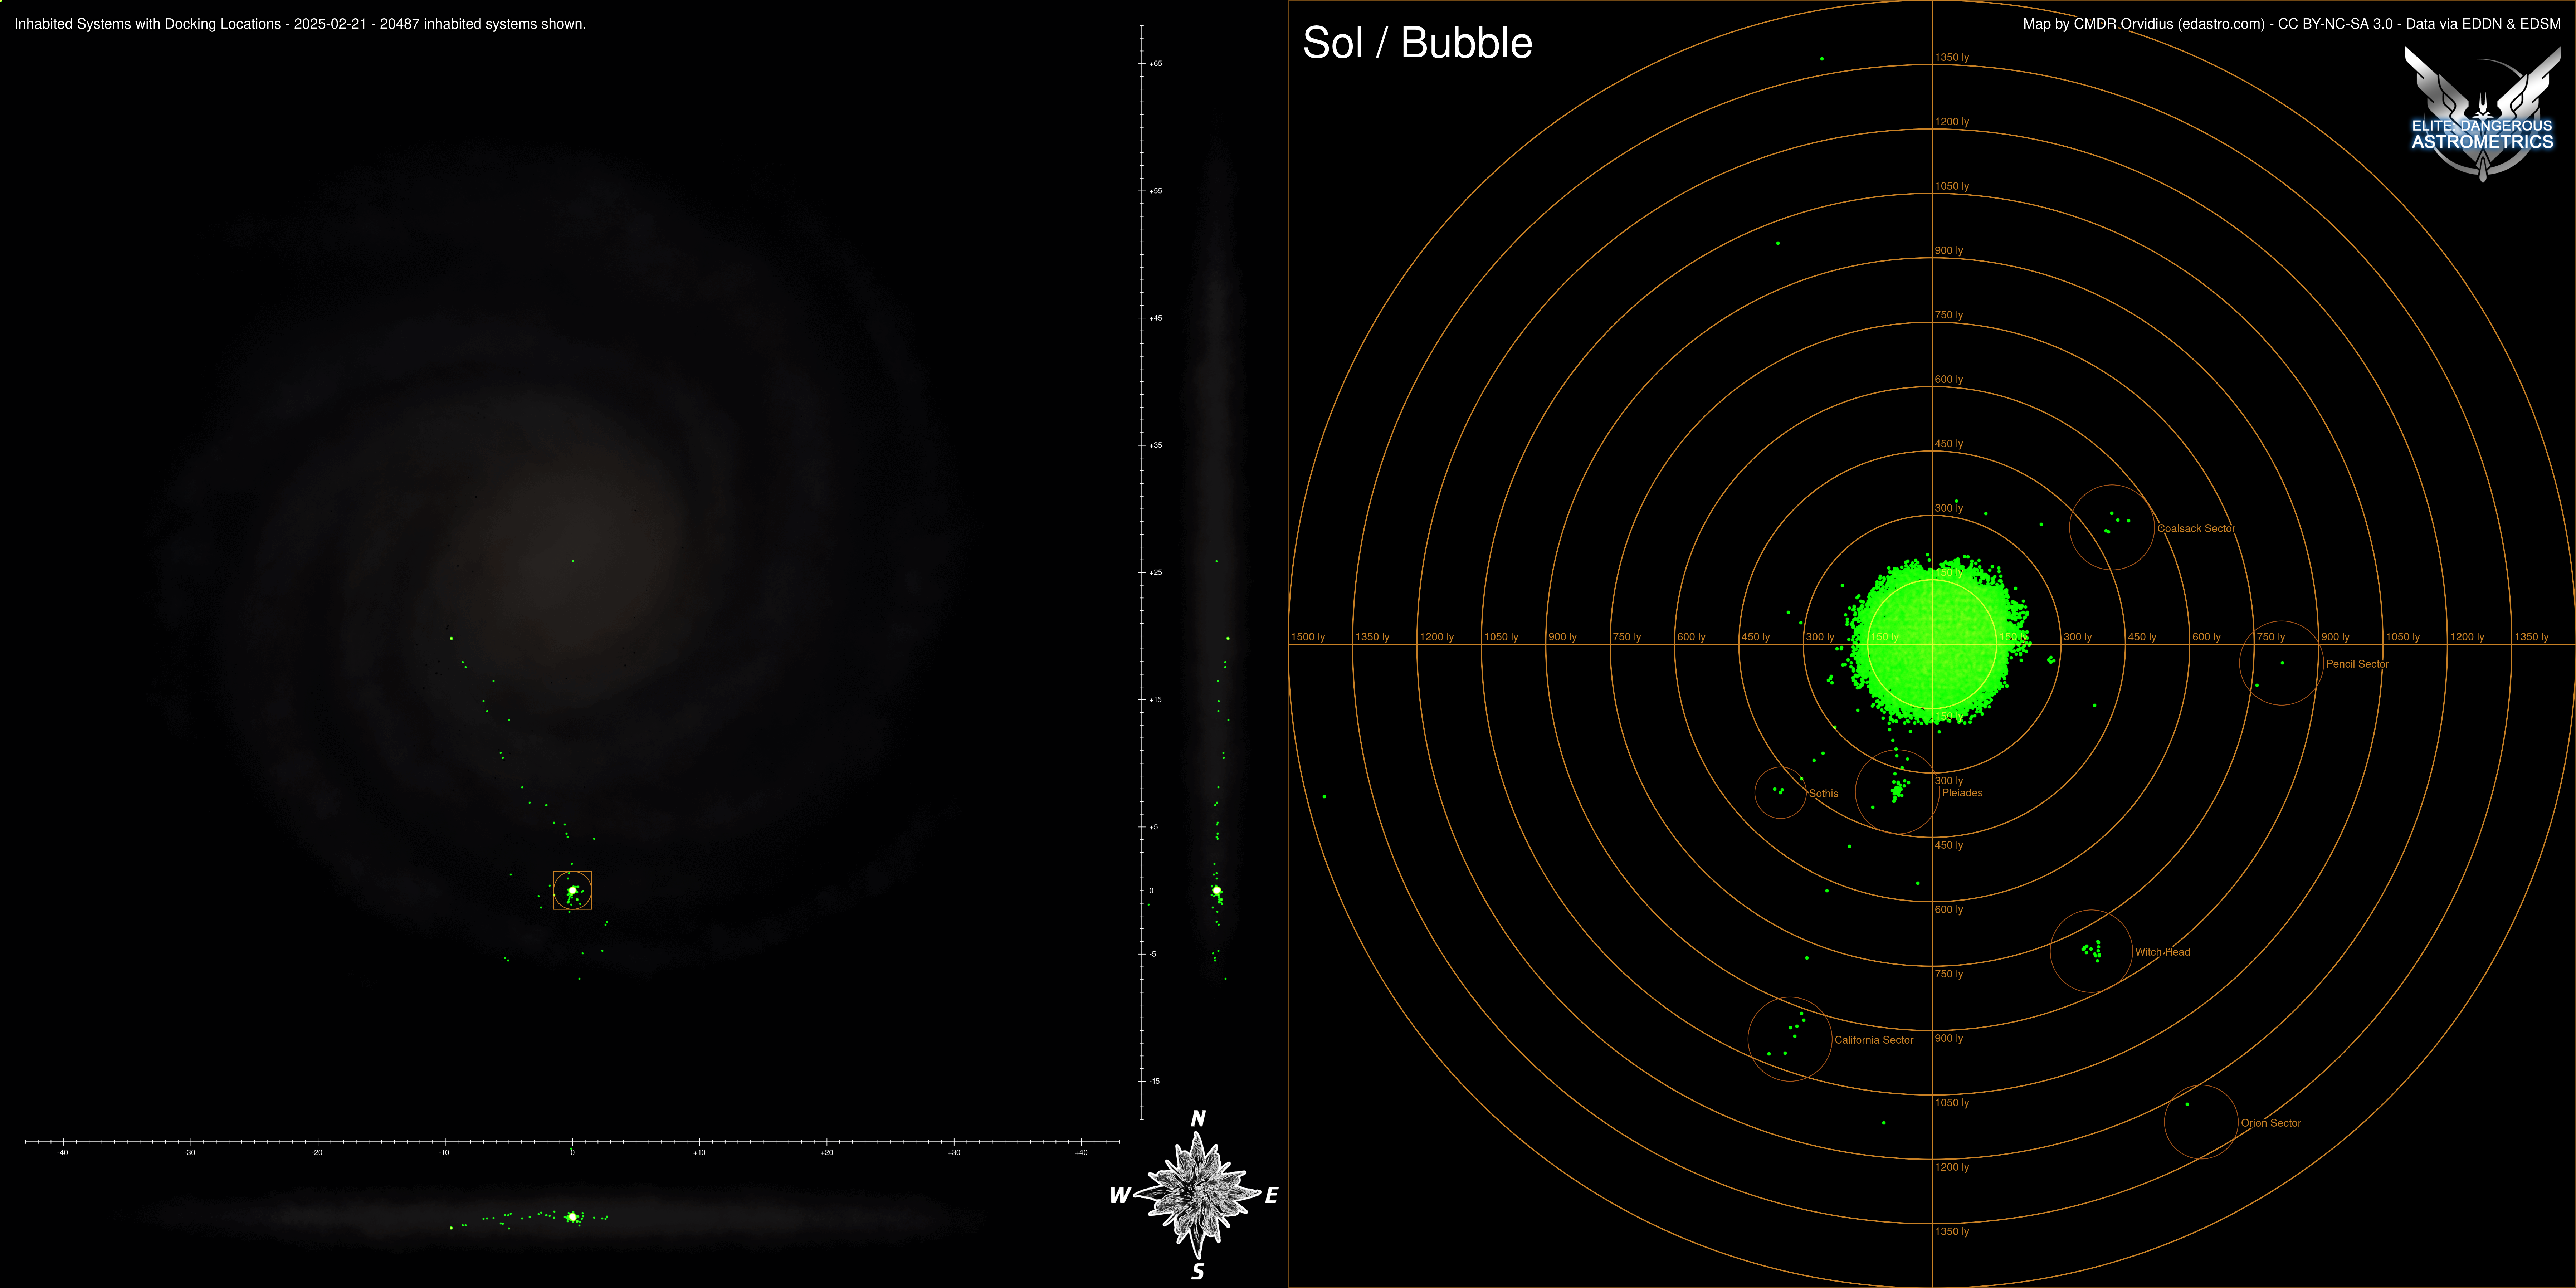 Inhabited Systems with Docking Locations - 2025-02-21 - 20487 inhabited systems shown.
Sol / Bubble
Map by CMDR Orvidius (edastro.com) - CC BY-NC-SA 3.0 - Data via EDDN & EDSM
ELITE DANGEROUS
ASTROMETRICS
+65
+55
+45
+35
+25
+15
+5
0
-5
-15
-40
-30
-20
-10
0
+10
+20
+30
+40
N
W
E
S
1350 ly
1200 ly
1050 ly
900 ly
750 ly
600 ly
450 ly
300 ly
150 ly
Coalsack Sector
1500 ly 1350 ly 1200 ly 1050 ly 900 ly 750 ly 600 ly 450 ly 300 ly 150 ly 150 ly 300 ly 450 ly 600 ly 750 ly 900 ly 1050 ly 1200 ly 1350 ly
Pencil Sector
150 ly
300 ly
Sothis
Pleiades
450 ly
600 ly
Witch Head
750 ly
California Sector
900 ly
1050 ly
Orion Sector
1200 ly
1350 ly